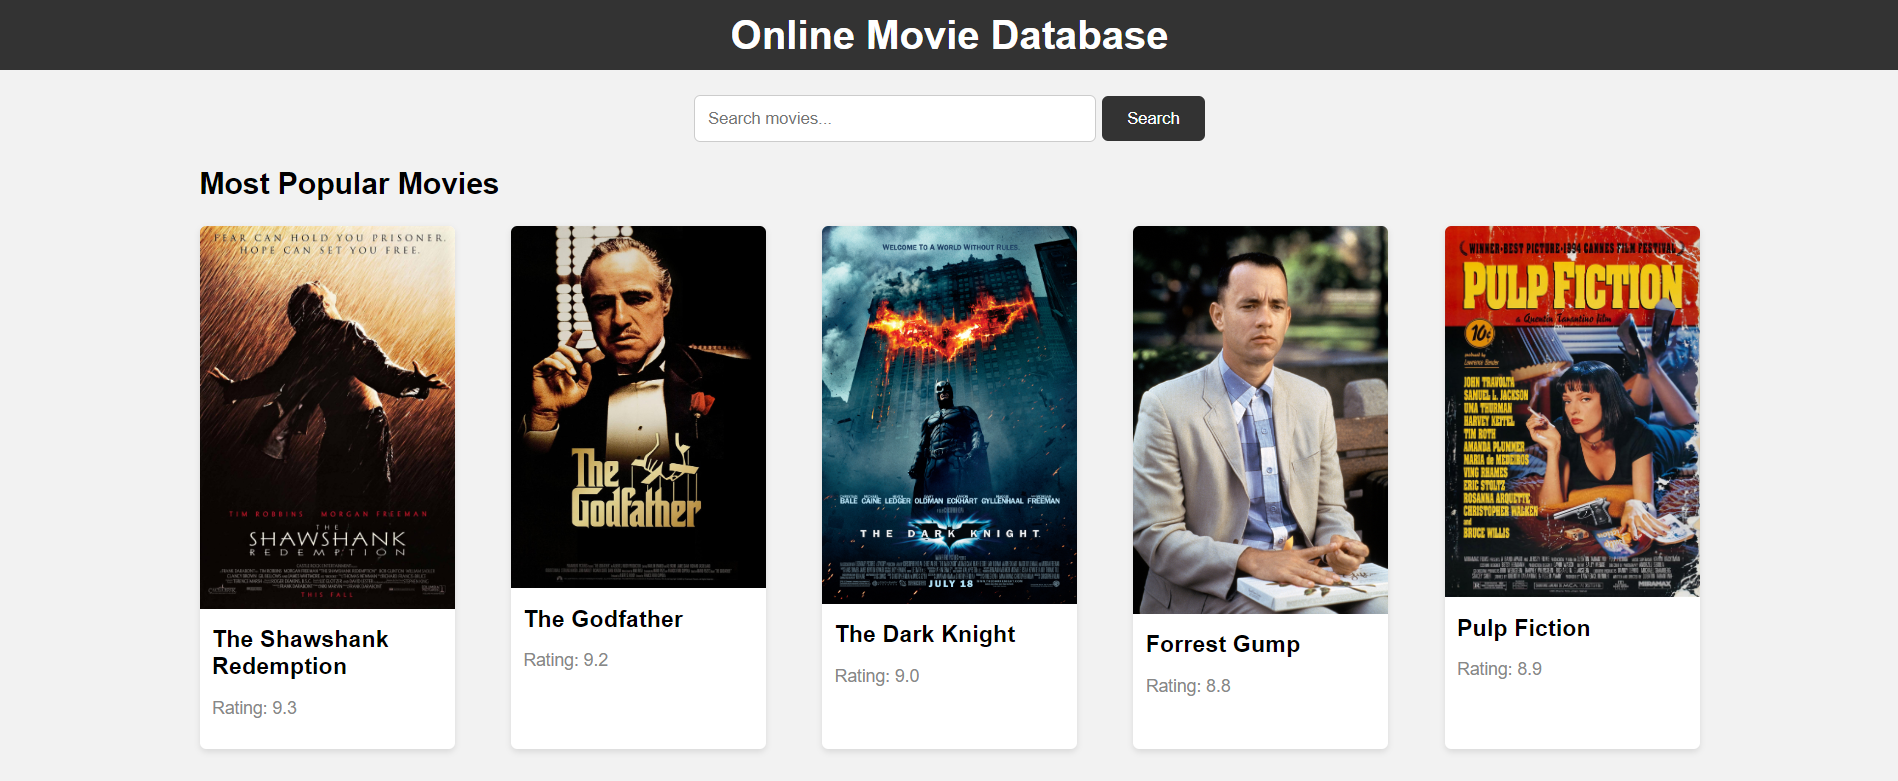 Online Movie Database
Search movies...
Search
Most Popular Movies
FEAR CAN HOLD YOU PRISONER.
HOPE CAN SET YOU FREE.
TIM ROBBINS MORGAN FREEMAN
THE
SHAWSHANK
REDEMPTION
THIS FALL
The Shawshank
Redemption
Rating: 9.3
The
Godfather
The Godfather
Rating: 9.2
WELCOME TO A WORLD WITHOUT RULES.
BALE CAINE LEDGER OLDMAN ECKHART GYLLENHAAL FREEMAN
THE DARK KNIGHT
JULY 18
The Dark Knight
Rating: 9.0
Forrest Gump
Rating: 8.8
WINNER-BEST PICTURE-1994 CANNES FILM FESTIVAL
PULP FICTION
a Quentin Tarantino film
10¢
produced by
Lawrence Bender
JOHN TRAVOLTA
SAMUEL L. JACKSON
UMA THURMAN
HARVEY KEITEL
TIM ROTH
AMANDA PLUMMER
MARIA de MEDEIROS
VING RHAMES
ERIC STOLTZ
ROSANNA ARQUETTE
CHRISTOPHER WALKEN
and
BRUCE WILLIS
MIRAMAX
Pulp Fiction
Rating: 8.9